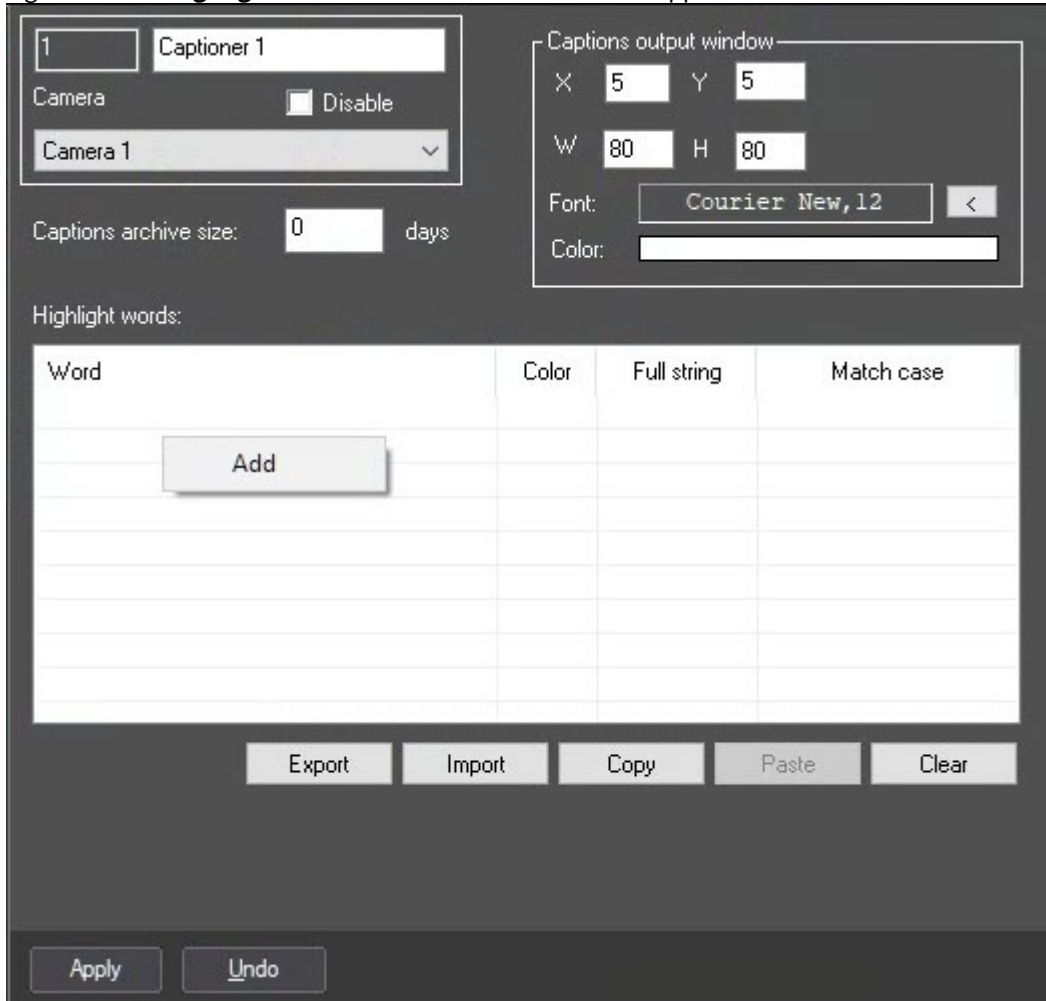 1 Captioner 1
Camera Disable
Camera 1
Captions archive size: 0 days
Captions output window
X 5 Y 5
W 80 H 80
Font: Courier New,12 <
Color:
Highlight words:
Word Color Full string Match case
Add
Export Import Copy Paste Clear
Apply Undo